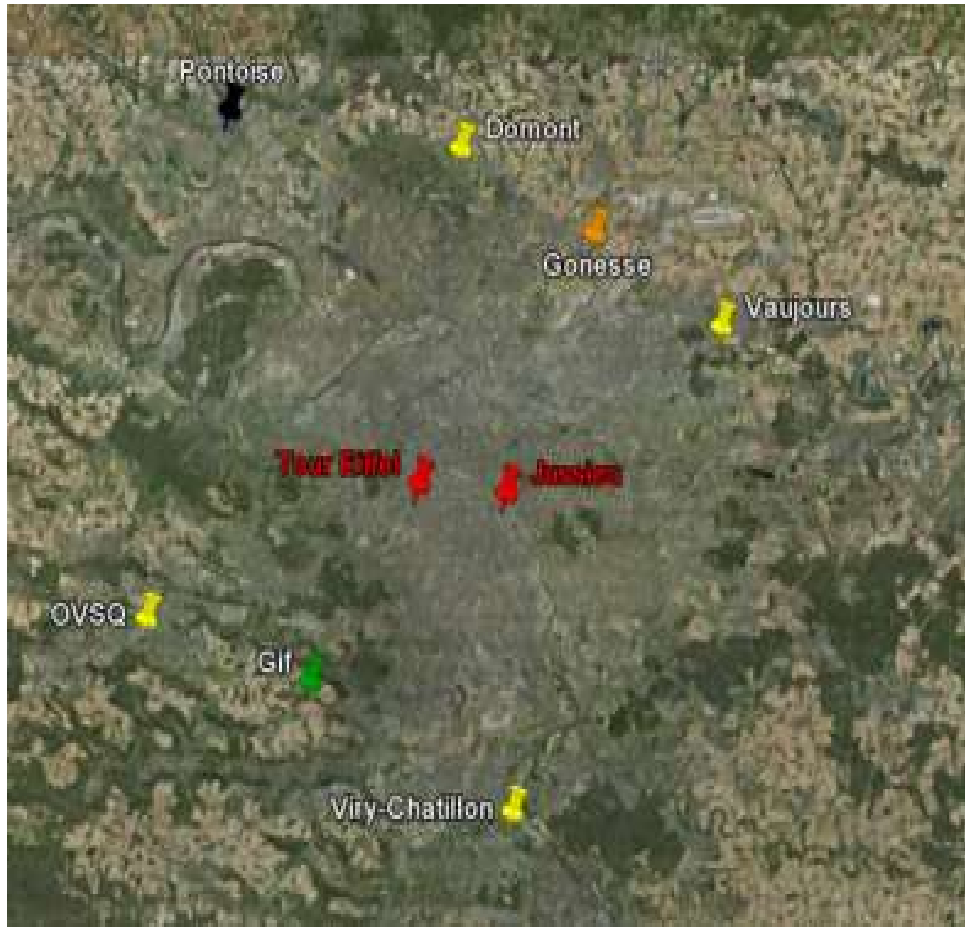 Pontoise
Domont
Gonesse
Vaujours
Tour Eiffel
Jussieu
OVSQ
Gif
Viry-Chatillon